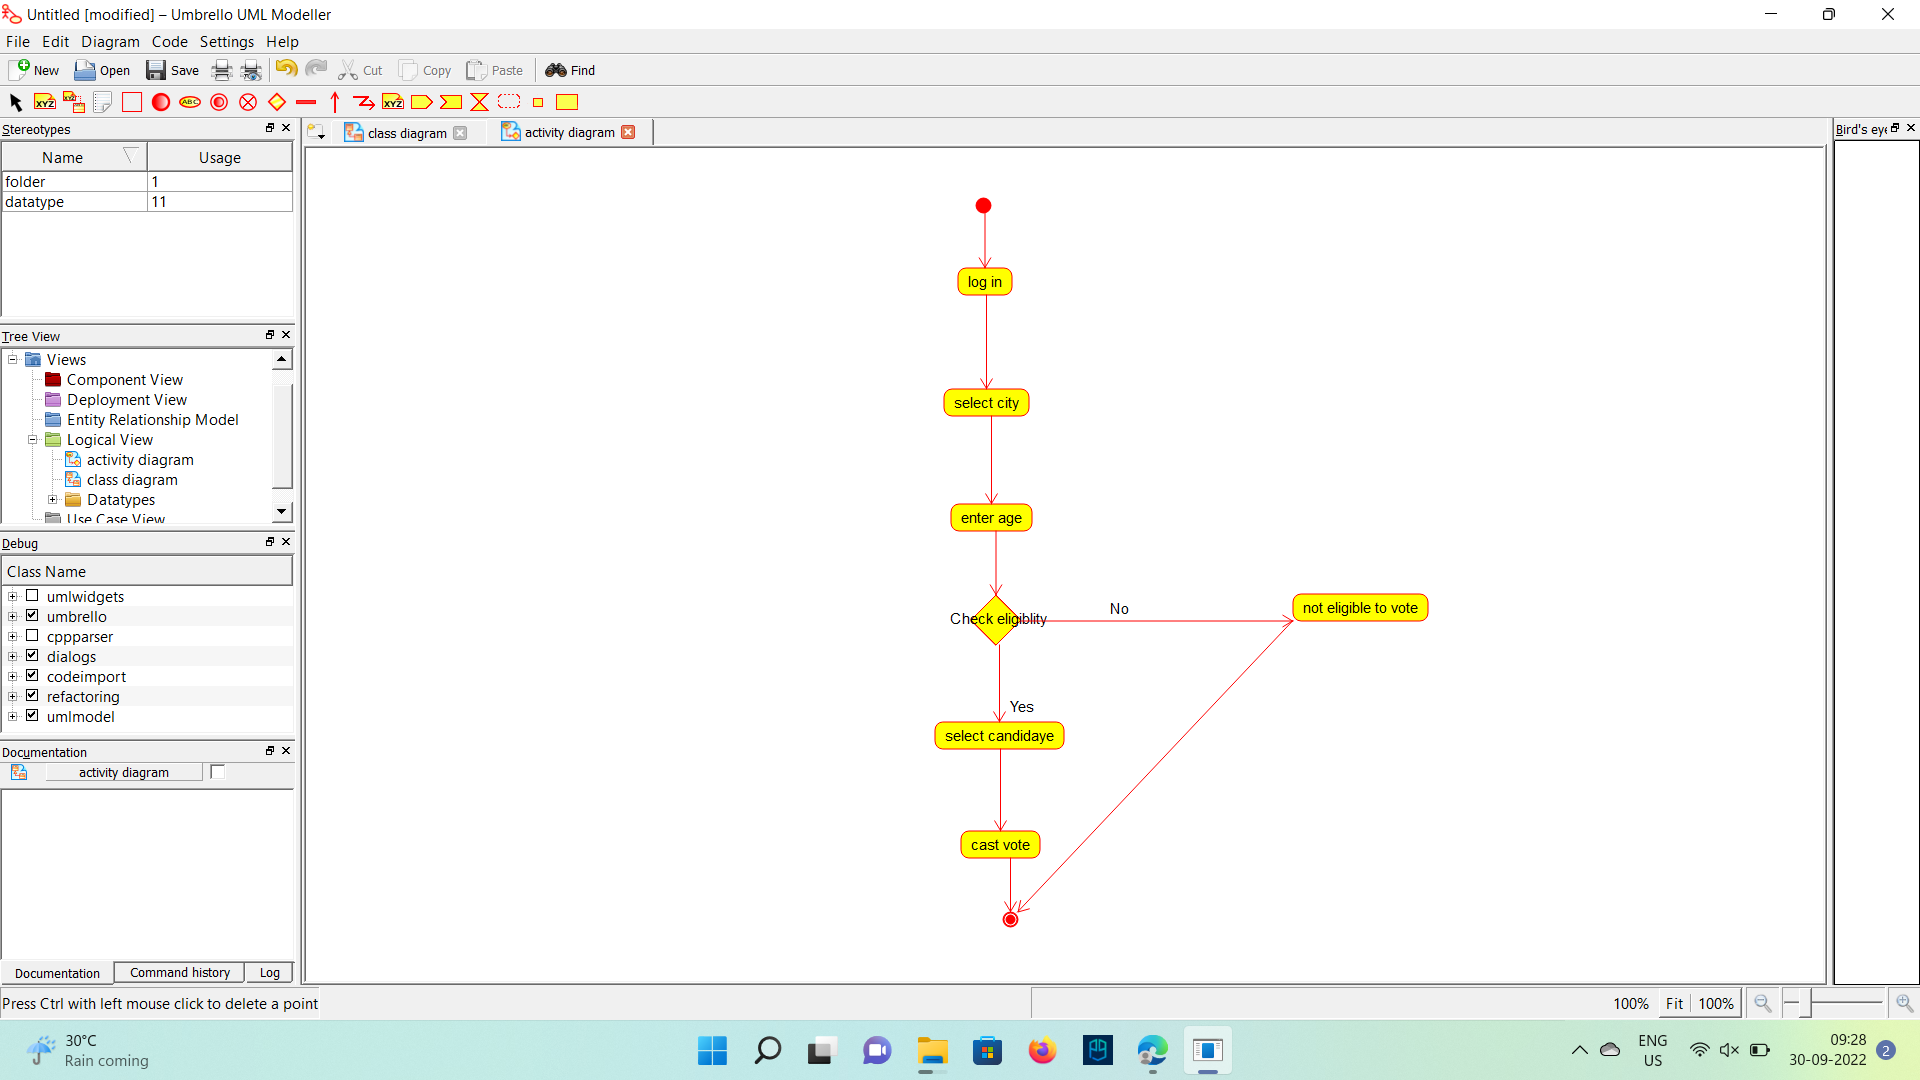 Untitled [modified] – Umbrello UML Modeller
File Edit Diagram Code Settings Help
New Open Save Cut Copy Paste Find
XYZ XYZ ABC XYZ
Stereotypes
Name Usage
folder 1
datatype 11
Tree View
Views
Component View
Deployment View
Entity Relationship Model
Logical View
activity diagram
class diagram
Datatypes
Use Case View
Debug
Class Name
umlwidgets
umbrello
cppparser
dialogs
codeimport
refactoring
umlmodel
Documentation
activity diagram
Documentation Command history Log
Press Ctrl with left mouse click to delete a point
class diagram activity diagram
log in
select city
enter age
Check eligiblity
No
not eligible to vote
Yes
select candidaye
cast vote
Bird's eye
100% Fit 100%
30°C
Rain coming
ENG
US
09:28
30-09-2022
2